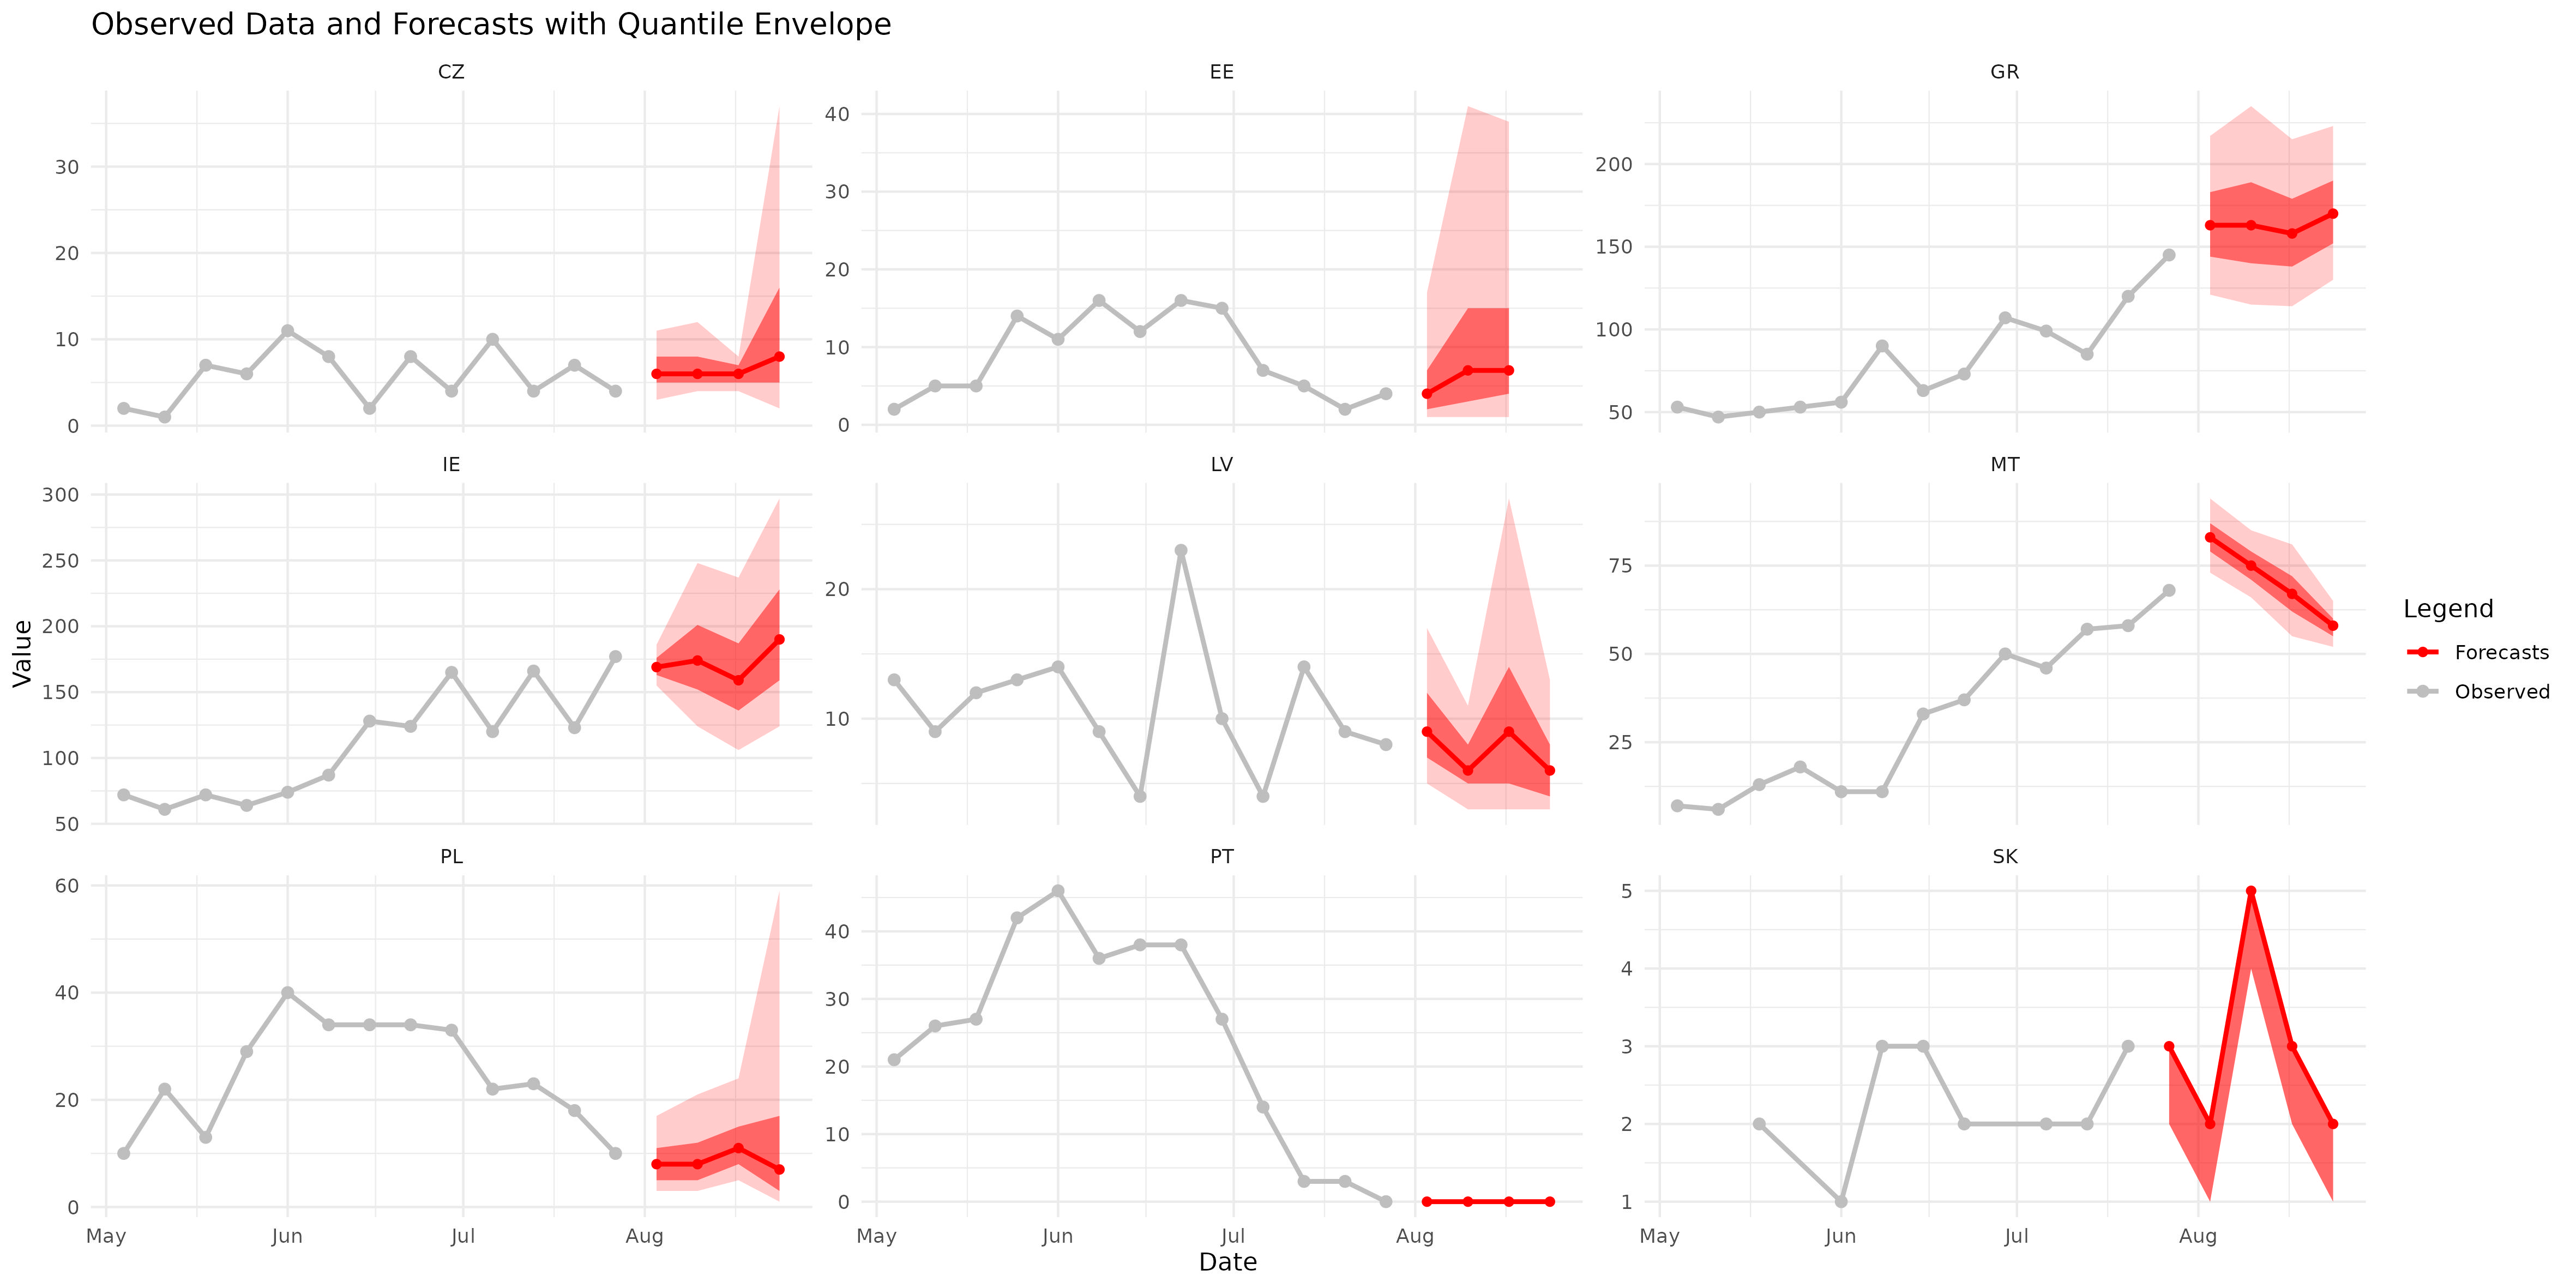 Observed Data and Forecasts with Quantile Envelope
CZ
EE
GR
30
20
10
0
40
30
20
10
0
200
150
100
50
IE
LV
MT
300
250
200
150
100
50
20
10
75
50
25
PL
PT
SK
60
40
20
0
40
30
20
10
0
5
4
3
2
1
May Jun Jul Aug
May Jun Jul Aug
May Jun Jul Aug
Date
Value
Legend
Forecasts
Observed